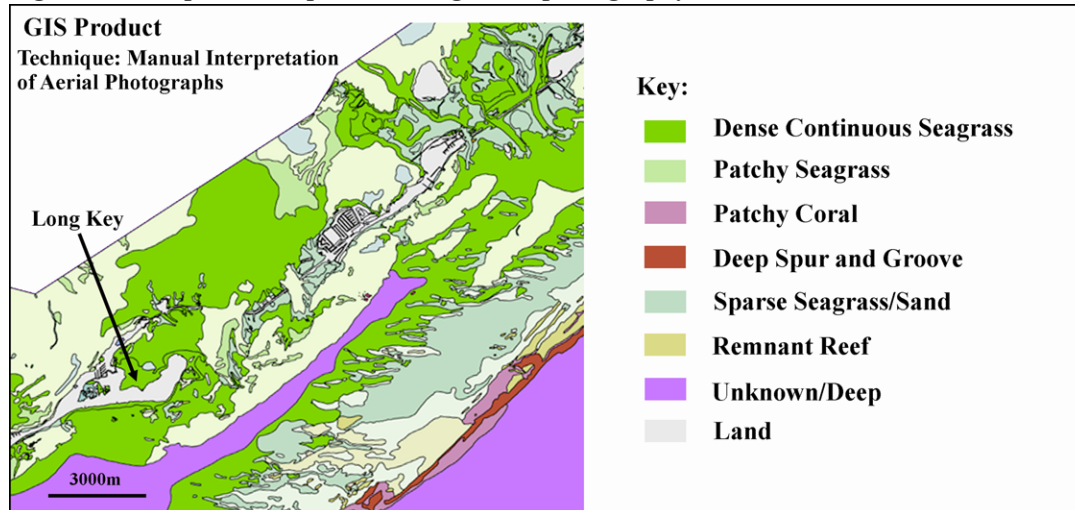 GIS Product
Technique: Manual Interpretation
of Aerial Photographs
Long Key
3000m
Key:
Dense Continuous Seagrass
Patchy Seagrass
Patchy Coral
Deep Spur and Groove
Sparse Seagrass/Sand
Remnant Reef
Unknown/Deep
Land